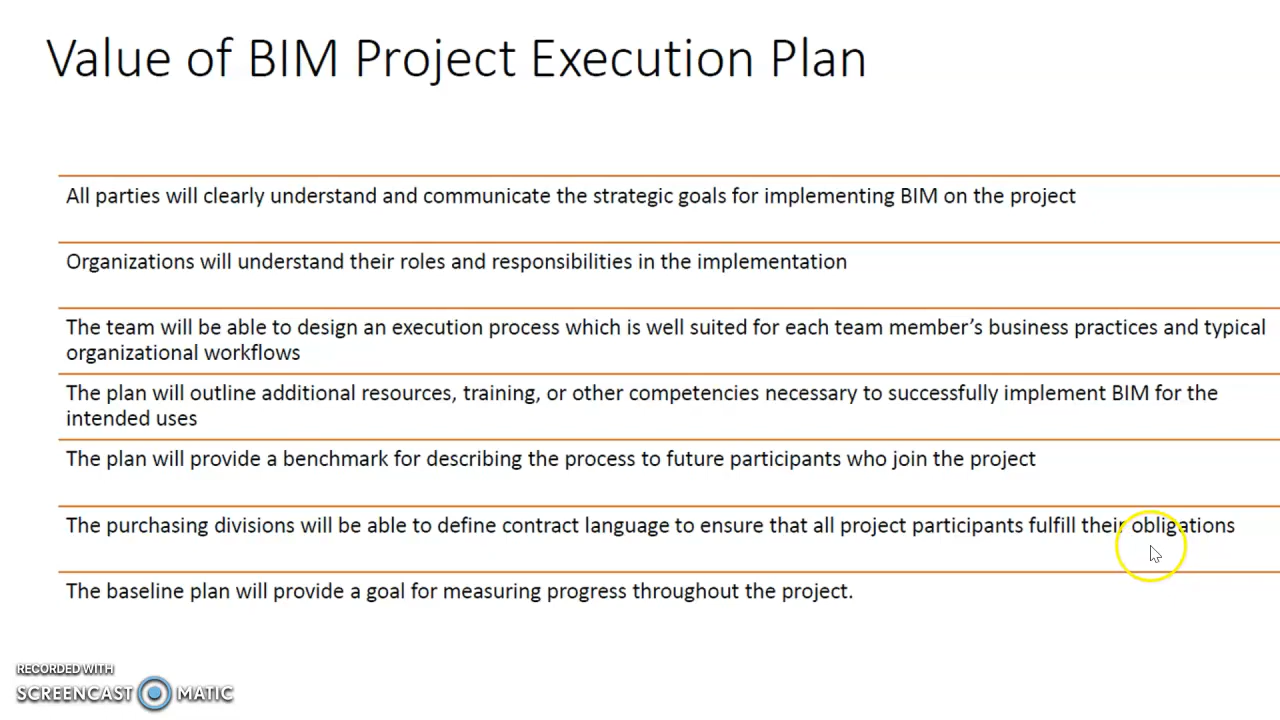 Value of BIM Project Execution Plan
All parties will clearly understand and communicate the strategic goals for implementing BIM on the project
Organizations will understand their roles and responsibilities in the implementation
The team will be able to design an execution process which is well suited for each team member’s business practices and typical
organizational workflows
The plan will outline additional resources, training, or other competencies necessary to successfully implement BIM for the
intended uses
The plan will provide a benchmark for describing the process to future participants who join the project
The purchasing divisions will be able to define contract language to ensure that all project participants fulfill their obligations
The baseline plan will provide a goal for measuring progress throughout the project.
RECORDED WITH
SCREENCAST MATIC